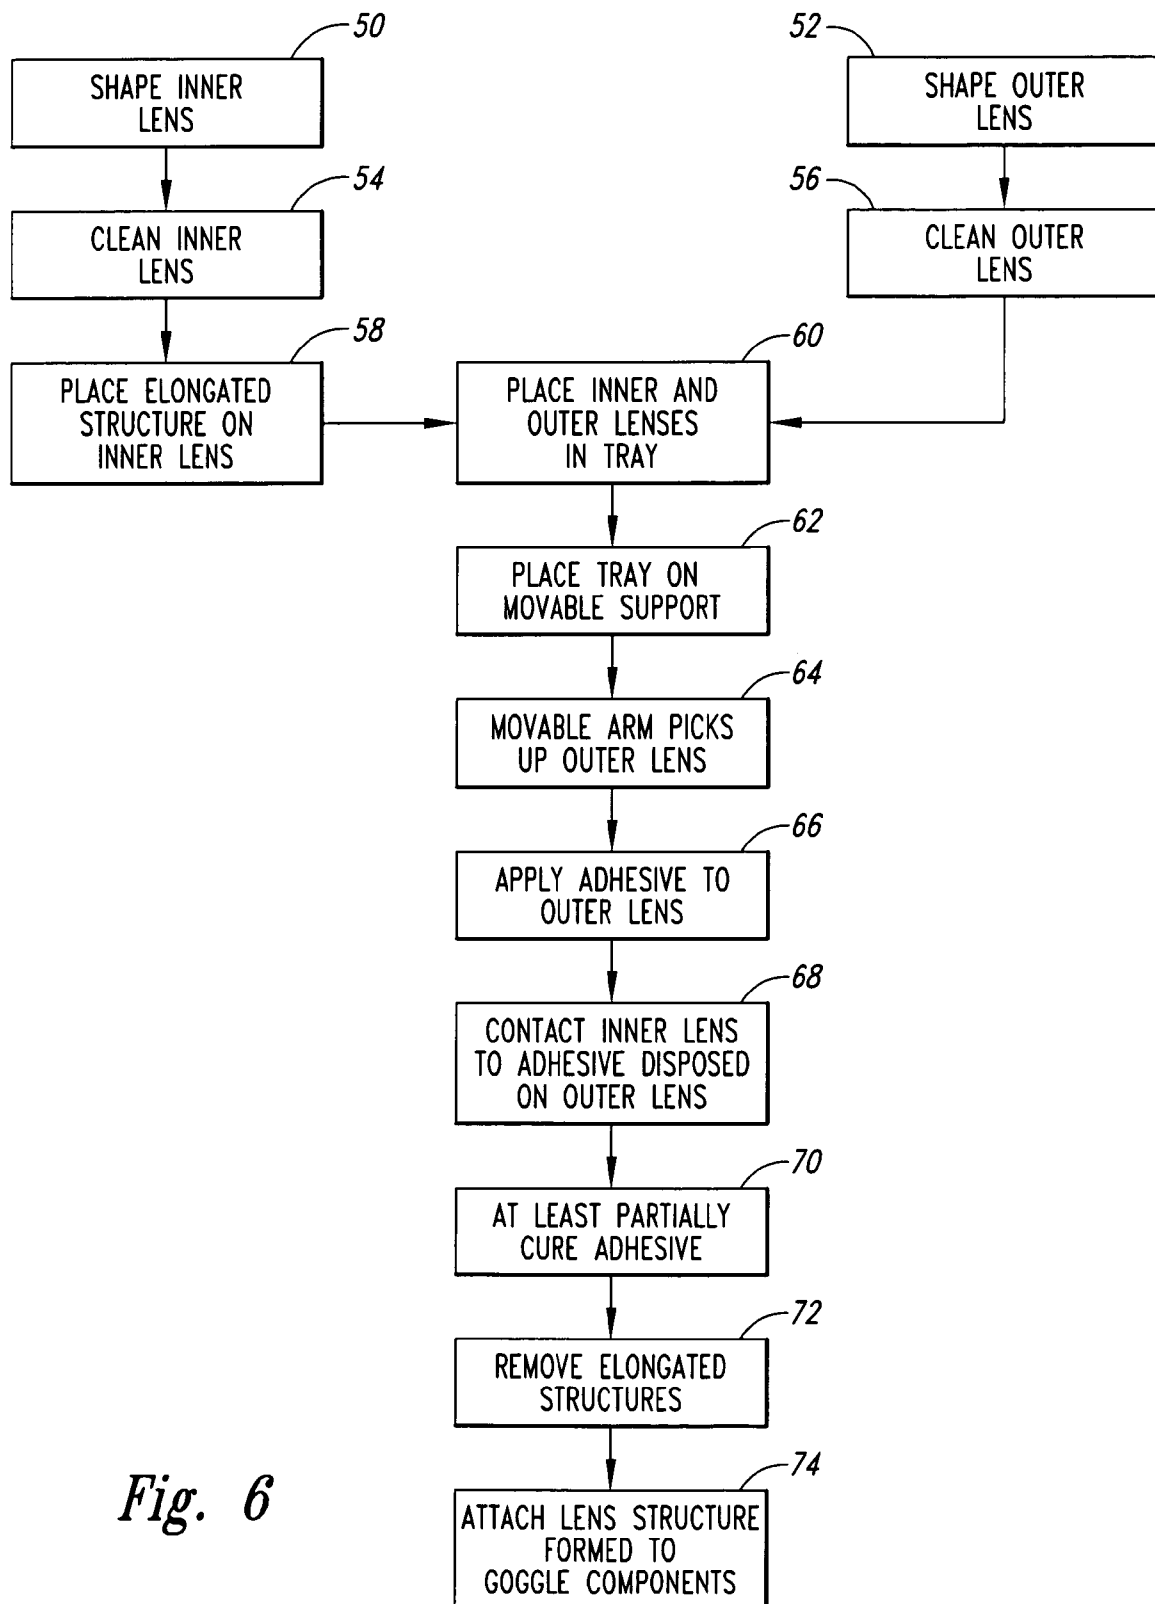 50
SHAPE INNER
LENS
52
SHAPE OUTER
LENS
54
CLEAN INNER
LENS
56
CLEAN OUTER
LENS
58
PLACE ELONGATED
STRUCTURE ON
INNER LENS
60
PLACE INNER AND
OUTER LENSES
IN TRAY
62
PLACE TRAY ON
MOVABLE SUPPORT
64
MOVABLE ARM PICKS
UP OUTER LENS
66
APPLY ADHESIVE TO
OUTER LENS
68
CONTACT INNER LENS
TO ADHESIVE DISPOSED
ON OUTER LENS
70
AT LEAST PARTIALLY
CURE ADHESIVE
72
REMOVE ELONGATED
STRUCTURES
74
ATTACH LENS STRUCTURE
FORMED TO
GOGGLE COMPONENTS
Fig. 6